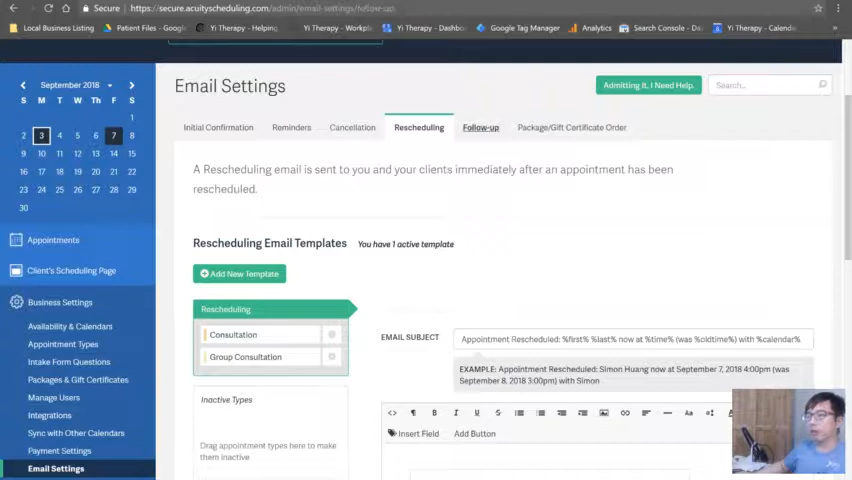 Secure https://secure.acuityscheduling.com/admin/email-settings/follow-up
Local Business Listing Patient Files - Google Yi Therapy - Helping Yi Therapy - Workpl Yi Therapy - Dashbo Google Tag Manager Analytics Search Console - Da Yi Therapy - Calenda
September 2018
S M T W Th F S
1
2 3 4 5 6 7 8
9 10 11 12 13 14 15
16 17 18 19 20 21 22
23 24 25 26 27 28 29
30
Appointments
Client's Scheduling Page
Business Settings
Availability & Calendars
Appointment Types
Intake Form Questions
Packages & Gift Certificates
Manage Users
Integrations
Sync with Other Calendars
Payment Settings
Email Settings
Email Settings
Admitting It, I Need Help.
Search...
Initial Confirmation Reminders Cancellation Rescheduling Follow-up Package/Gift Certificate Order
A Rescheduling email is sent to you and your clients immediately after an appointment has been
rescheduled.
Rescheduling Email Templates You have 1 active template
Add New Template
Rescheduling
Consultation
Group Consultation
Inactive Types
Drag appointment types here to make
them inactive
EMAIL SUBJECT
Appointment Rescheduled: %first% %last% now at %time% (was %oldtime%) with %calendar%
EXAMPLE: Appointment Rescheduled: Simon Huang now at September 7, 2018 4:00pm (was
September 8, 2018 3:00pm) with Simon
<> ¶ B I U S Aa
Insert Field Add Button